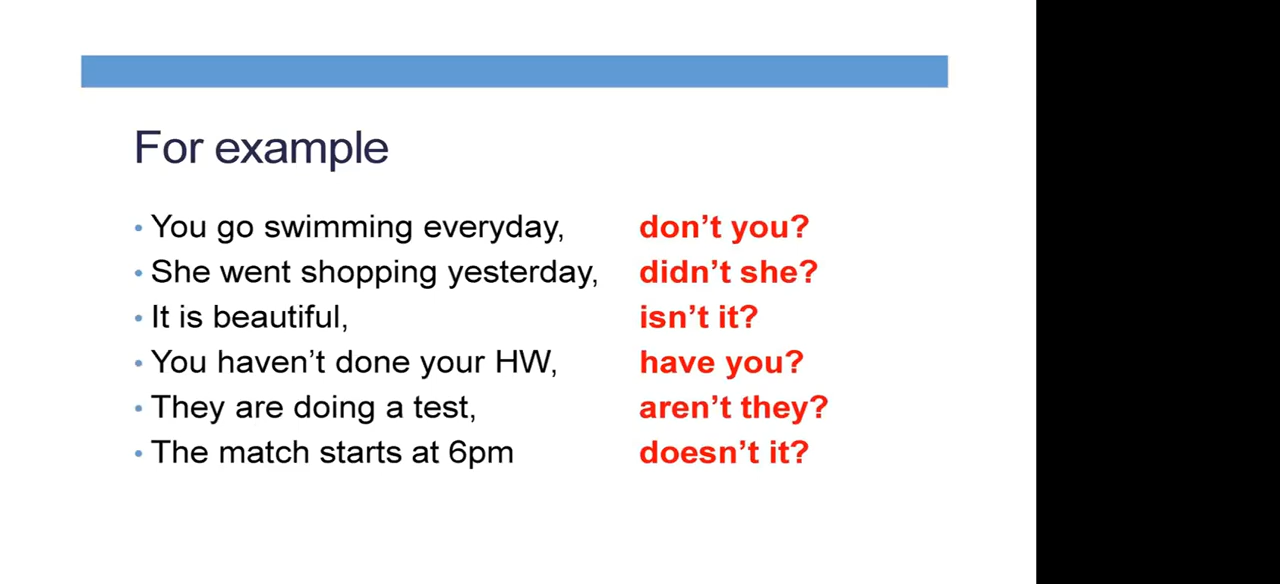 For example
• You go swimming everyday, don't you?
• She went shopping yesterday, didn't she?
• It is beautiful, isn't it?
• You haven't done your HW, have you?
• They are doing a test, aren't they?
• The match starts at 6pm doesn't it?